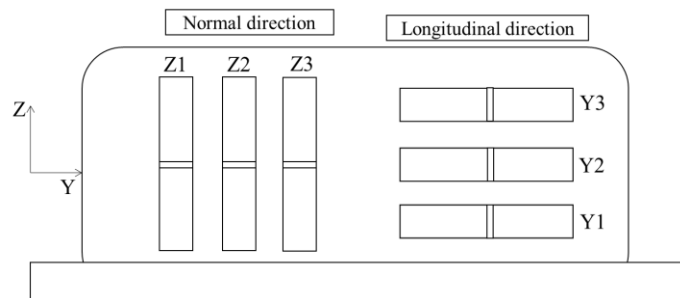 Normal direction
Longitudinal direction
Z1 Z2 Z3
Y3
Z
Y2
Y
Y1